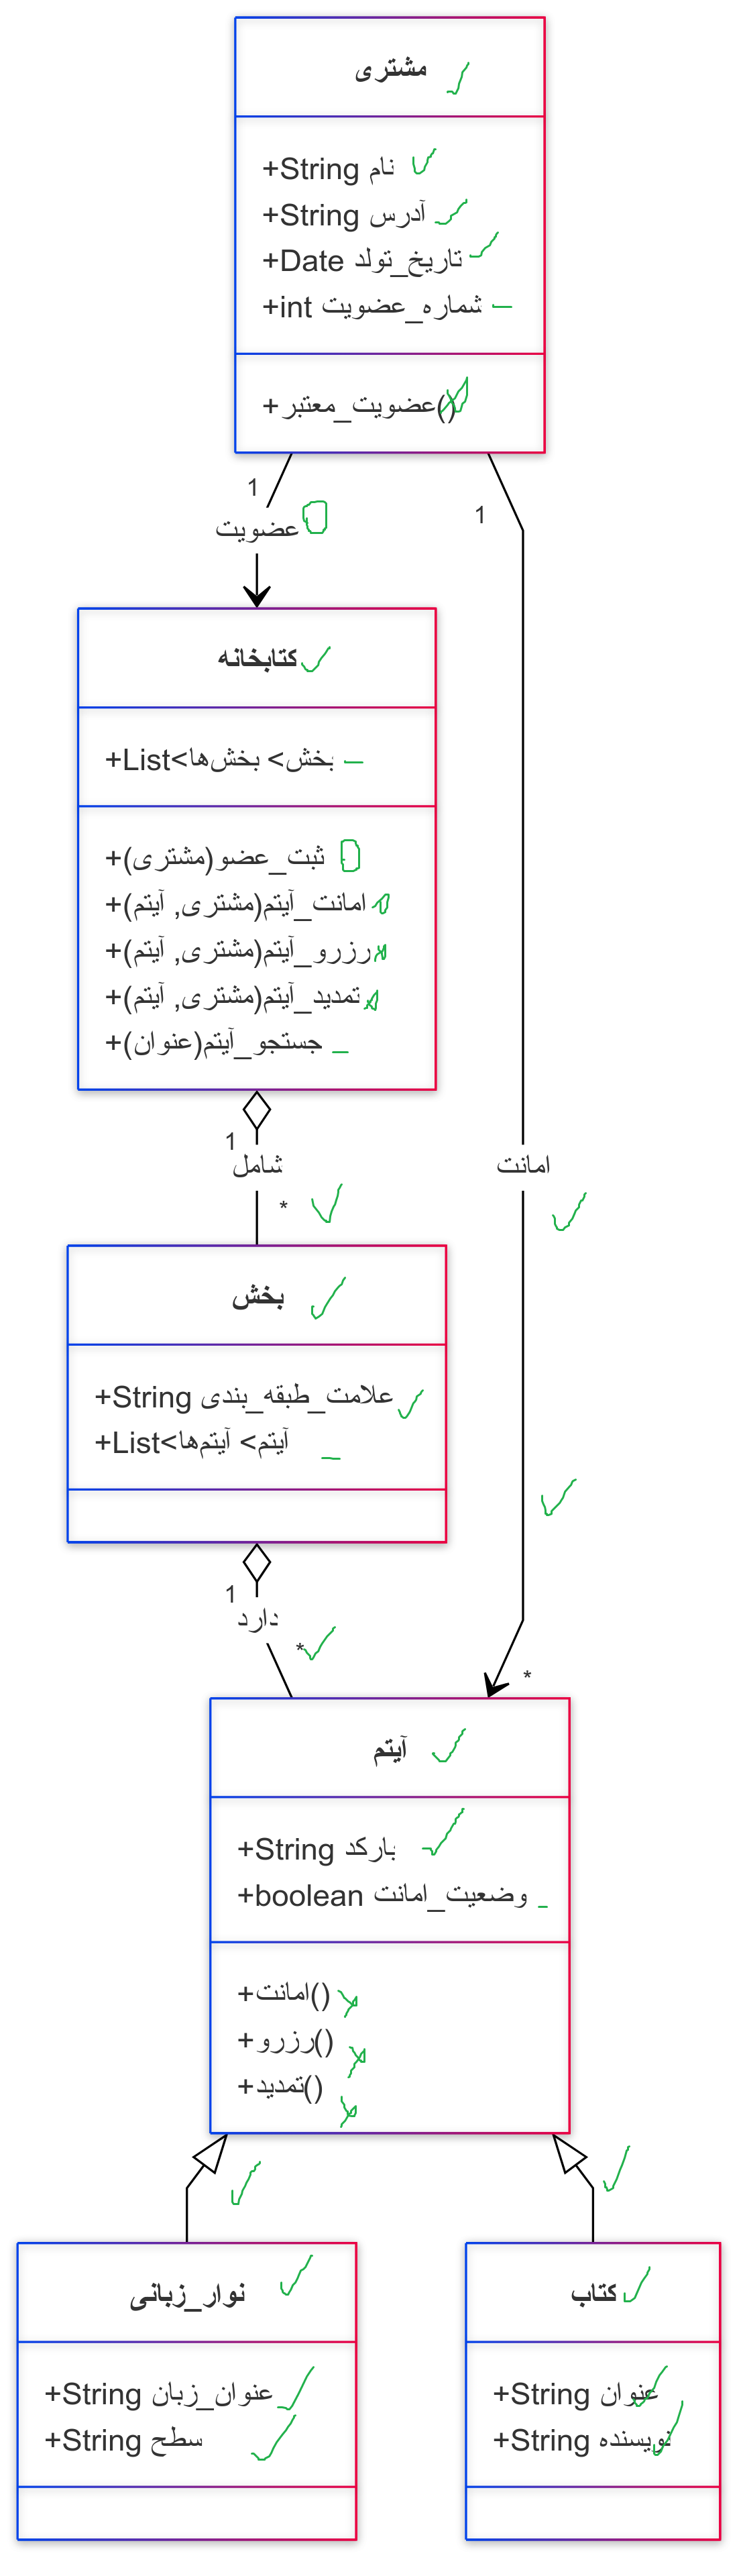 مشتری
+String نام
+String آدرس
+Date تاریخ_تولد
+int شماره_عضویت
+عضویت_معتبر()
1
1
عضویت
کتابخانه
+List<بخش> بخش‌ها
+ثبت_عضو(مشتری)
+امانت_آیتم(مشتری, آیتم)
+رزرو_آیتم(مشتری, آیتم)
+تمدید_آیتم(مشتری, آیتم)
+جستجو_آیتم(عنوان)
1
شامل
امانت
*
بخش
+String علامت_طبقه_بندی
+List<آیتم> آیتم‌ها
1
دارد
*
*
آیتم
+String بارکد
+boolean وضعیت_امانت
+امانت()
+رزرو()
+تمدید()
نوار_زبانی
+String عنوان_زبان
+String سطح
کتاب
+String عنوان
+String نویسنده